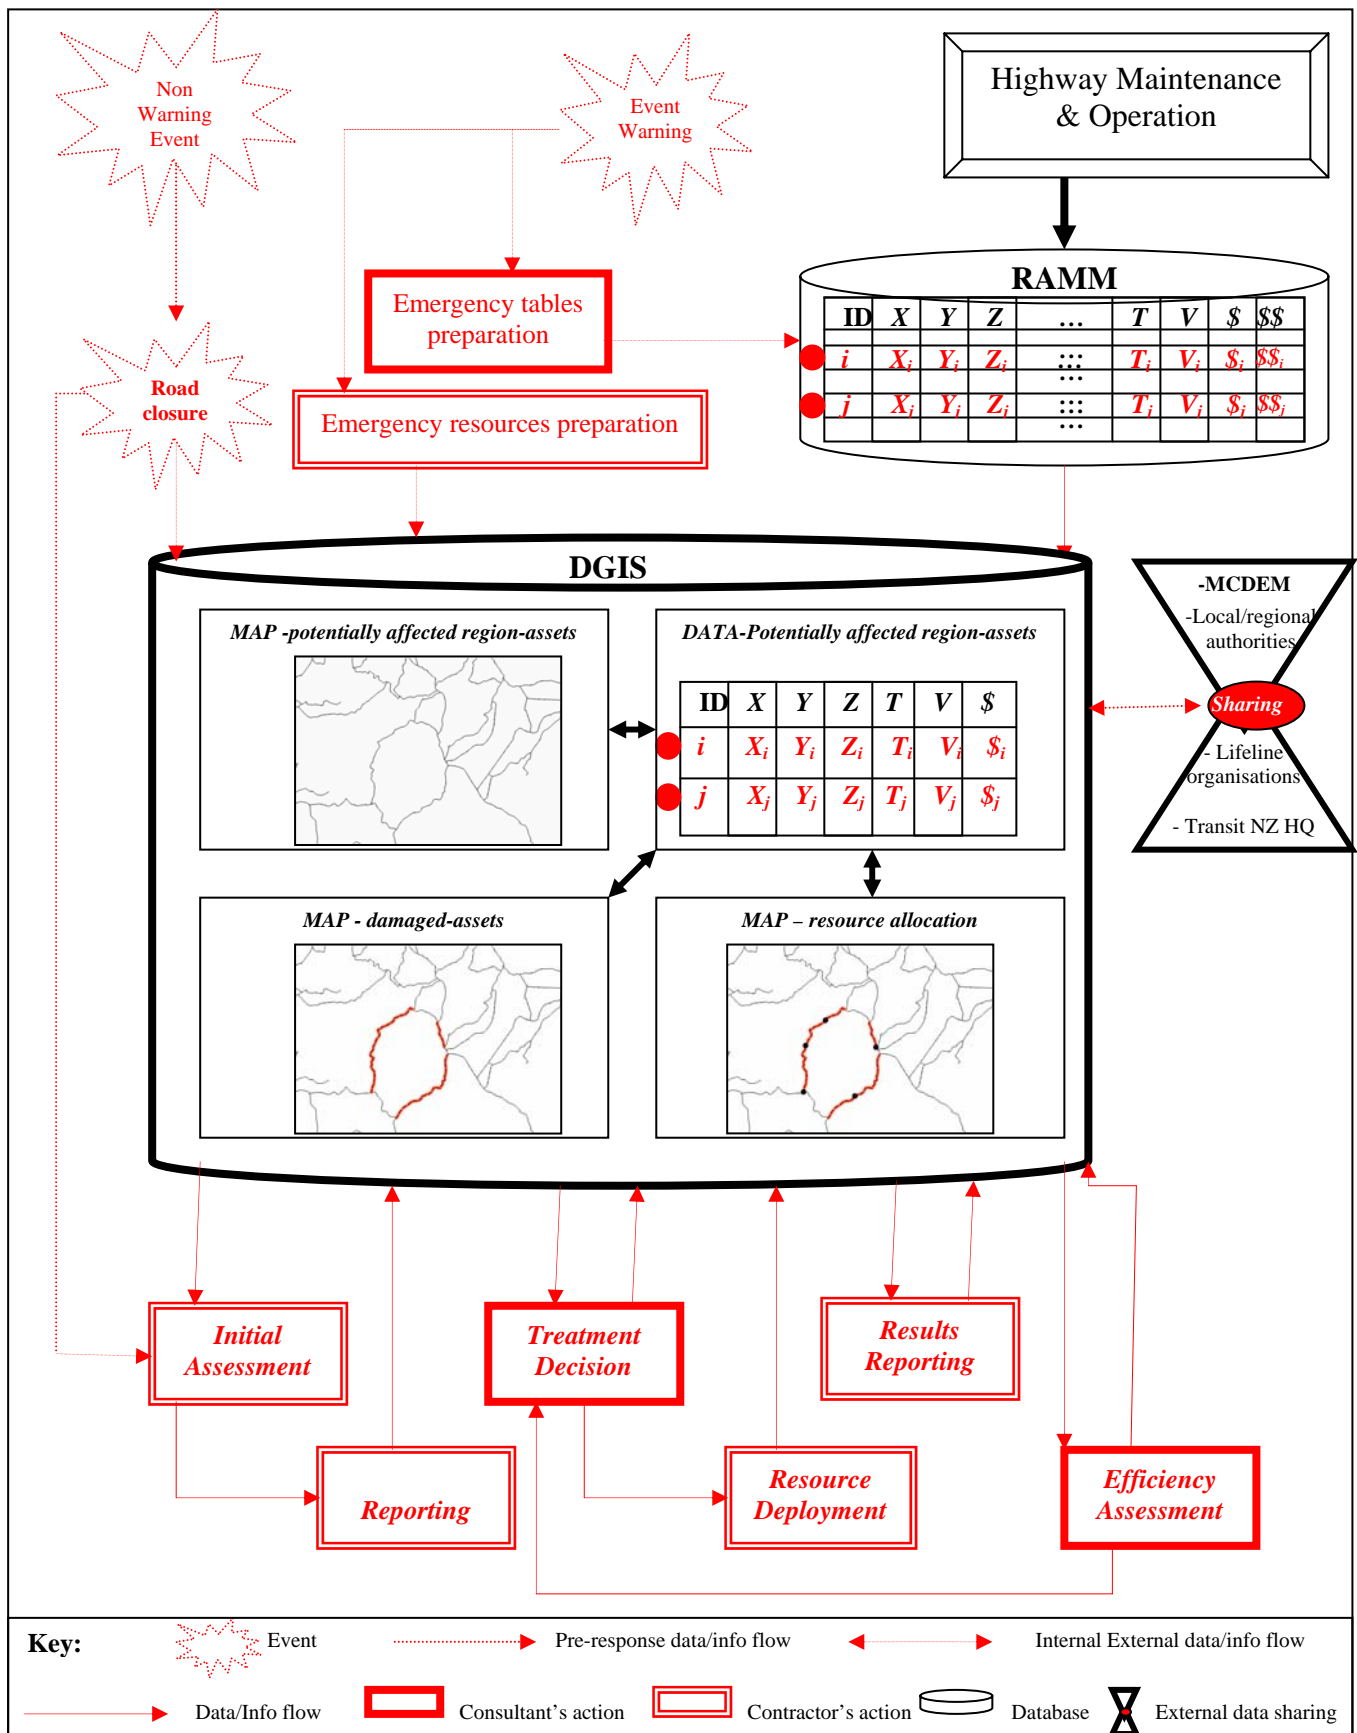 Non
Warning
Event
Event
Warning
Highway Maintenance
& Operation
Emergency tables
preparation
RAMM
ID X Y Z ... T V $ $$
i Xi Yi Zi ... Ti Vi $i $$i
...
j Xj Yj Zi ... Ti Vj $i $$j
...
Road
closure
Emergency resources preparation
DGIS
MAP -potentially affected region-assets
DATA-Potentially affected region-assets
ID X Y Z T V $
i Xi Yi Zi Ti Vi $i
j Xj Yj Zj Tj Vj $j
-MCDEM
-Local/regional
authorities
Sharing
- Lifeline
organisations
- Transit NZ HQ
MAP - damaged-assets
MAP – resource allocation
Initial
Assessment
Treatment
Decision
Results
Reporting
Reporting
Resource
Deployment
Efficiency
Assessment
Key:
Event
Pre-response data/info flow
Internal External data/info flow
Data/Info flow
Consultant's action
Contractor's action
Database
External data sharing